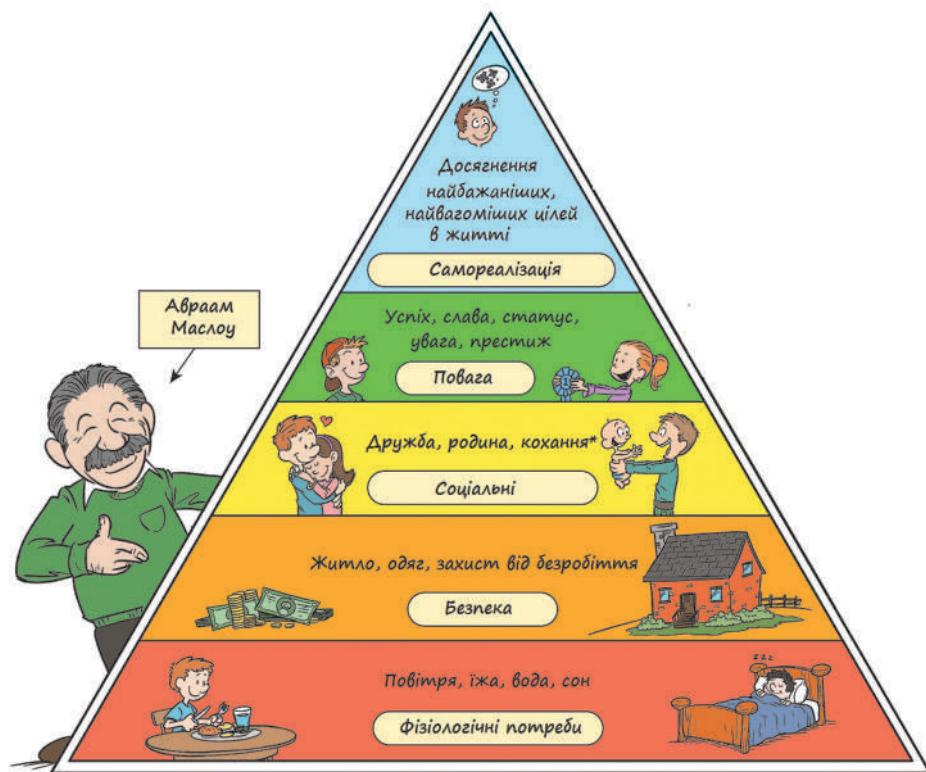 Досягнення
найбажаніших,
найвагоміших цілей
в житті
Самореалізація
Авраам
Маслоу
Успіх, слава, статус,
увага, престиж
Повага
Дружба, родина, кохання*
Соціальні
Житло, одяг, захист від безробіття
Безпека
Повітря, їжа, вода, сон
zzz
Фізіологічні потреби